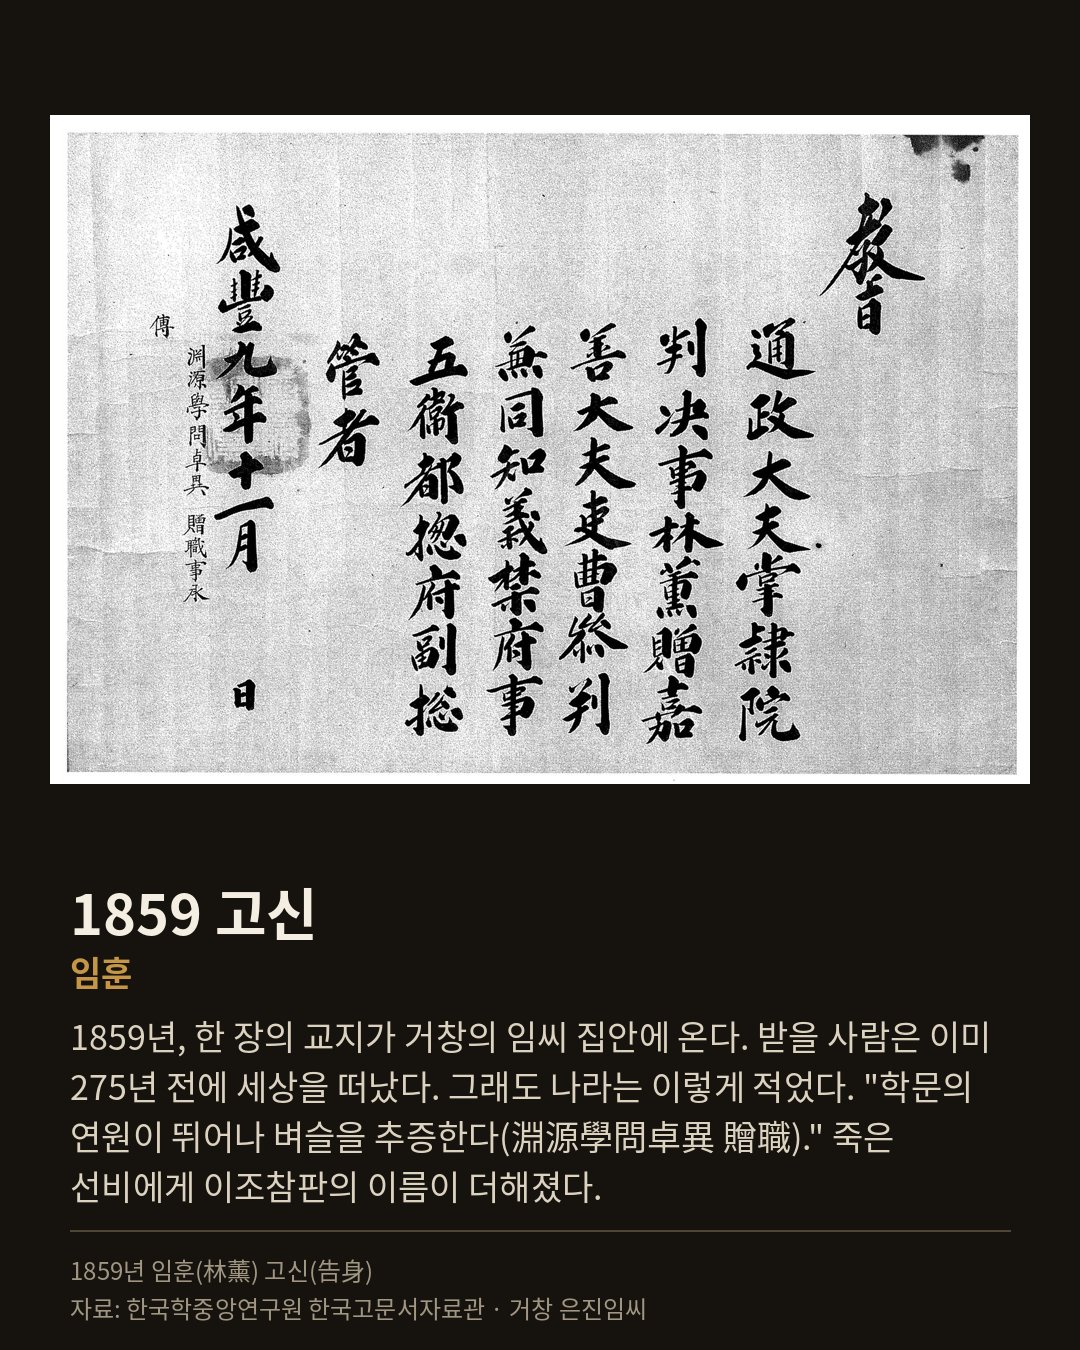 教旨
通政大夫掌隷院
判决事林薰贈嘉
善大夫吏曹叅判
兼同知義禁府事
五衛都摠府副摠
管者
咸豐九年十一月 日
淵源學問卓異 贈職事承
傳
1859 고신
임훈
1859년, 한 장의 교지가 거창의 임씨 집안에 온다. 받을 사람은 이미
275년 전에 세상을 떠났다. 그래도 나라는 이렇게 적었다. "학문의
연원이 뛰어나 벼슬을 추증한다(淵源學問卓異 贈職)." 죽은
선비에게 이조참판의 이름이 더해졌다.
1859년 임훈(林薰) 고신(告身)
자료: 한국학중앙연구원 한국고문서자료관 · 거창 은진임씨